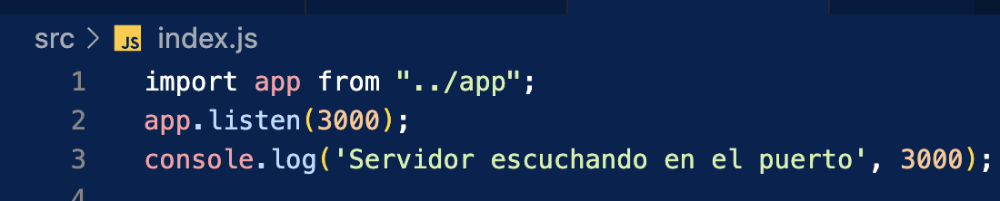 src > JS index.js
1 import app from "../app";
2 app.listen(3000);
3 console.log('Servidor escuchando en el puerto', 3000);
4